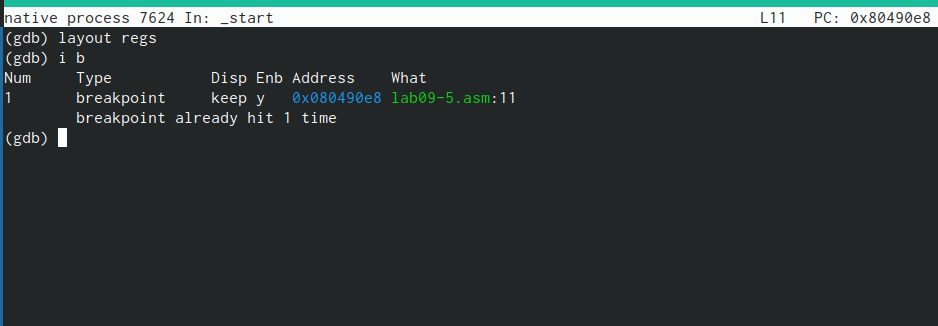 native process 7624 In: _start L11 PC: 0x80490e8
(gdb) layout regs
(gdb) i b
Num Type Disp Enb Address What
1 breakpoint keep y 0x080490e8 lab09-5.asm:11
breakpoint already hit 1 time
(gdb)